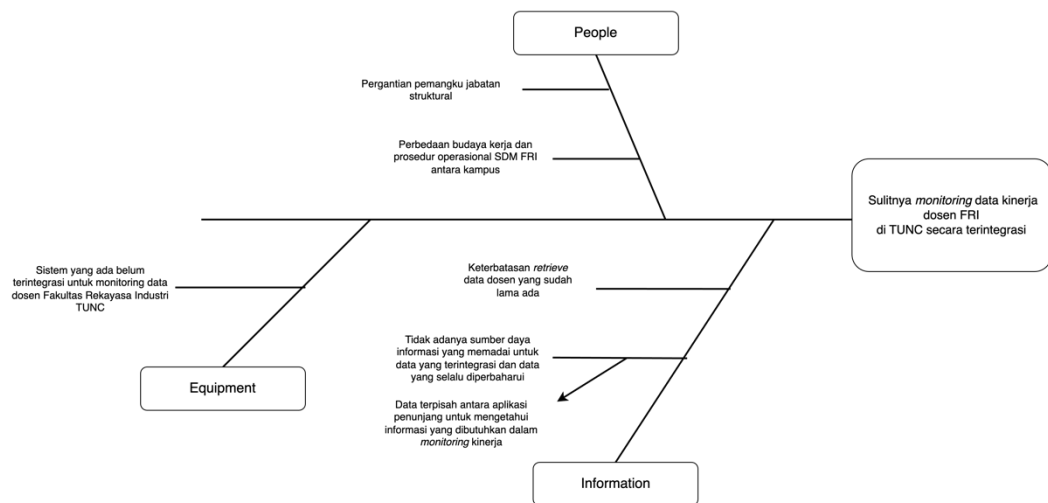 People
Pergantian pemangku jabatan
struktural
Perbedaan budaya kerja dan
prosedur operasional SDM FRI
antara kampus
Sulitnya monitoring data kinerja
dosen FRI
di TUNC secara terintegrasi
Sistem yang ada belum
terintegrasi untuk monitoring data
dosen Fakultas Rekayasa Industri
TUNC
Equipment
Keterbatasan retrieve
data dosen yang sudah
lama ada
Tidak adanya sumber daya
informasi yang memadai untuk
data yang terintegrasi dan data
yang selalu diperbaharui
Data terpisah antara aplikasi
penunjang untuk mengetahui
informasi yang dibutuhkan dalam
monitoring kinerja
Information